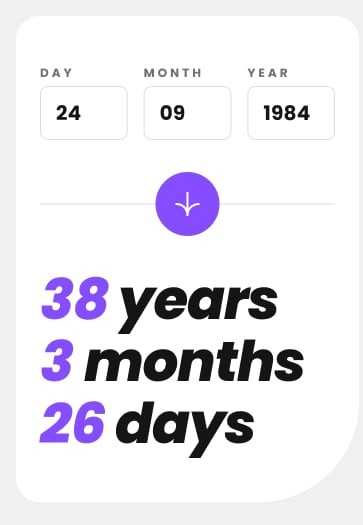 DAY MONTH YEAR
24 09 1984
38 years
3 months
26 days